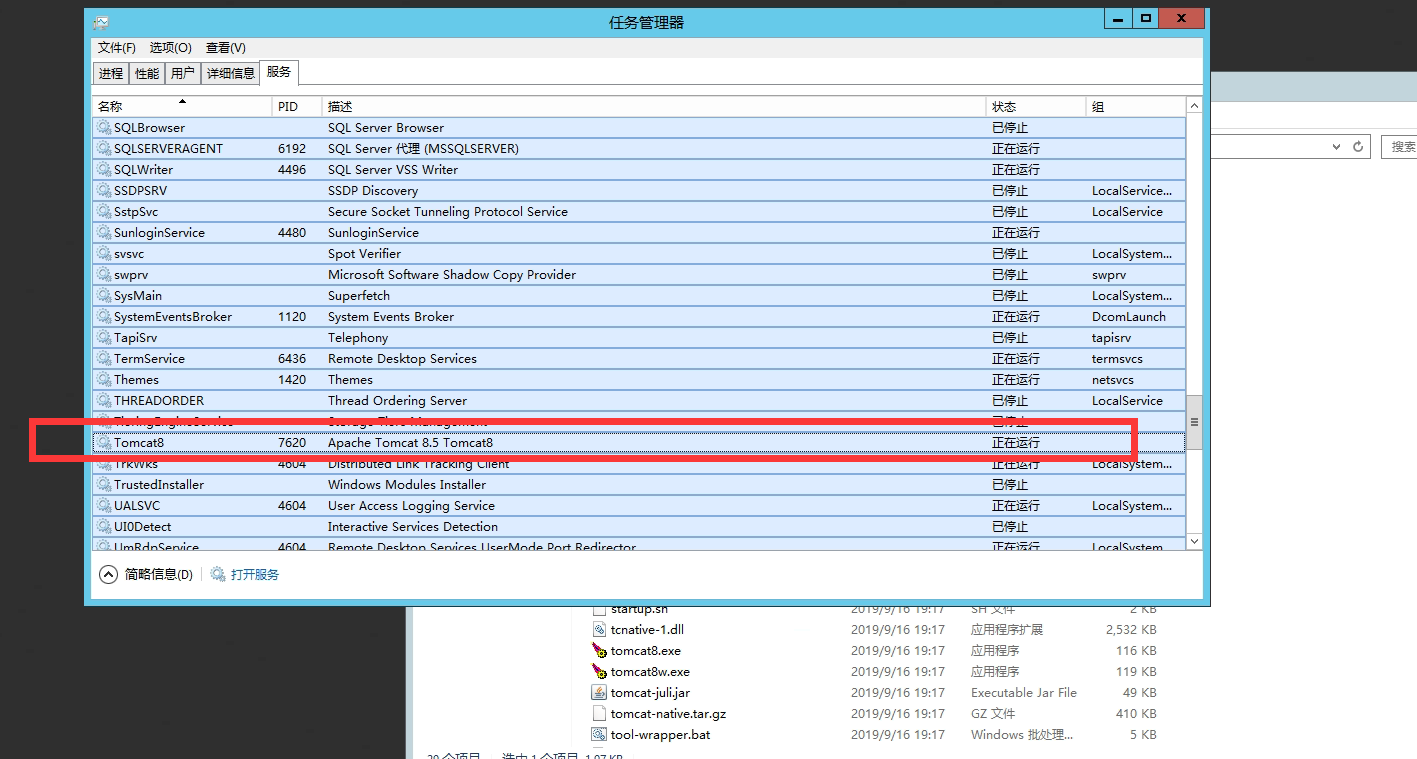 任务管理器
文件(F) 选项(O) 查看(V)
进程 性能 用户 详细信息 服务
名称 PID 描述 状态 组
SQLBrowser SQL Server Browser 已停止
SQLSERVERAGENT 6192 SQL Server 代理 (MSSQLSERVER) 正在运行
搜索
SQLWriter 4496 SQL Server VSS Writer 正在运行
SSDPSRV SSDP Discovery 已停止 LocalService...
SstpSvc Secure Socket Tunneling Protocol Service 已停止 LocalService
SunloginService 4480 SunloginService 正在运行
svsvc Spot Verifier 已停止 LocalSystem...
swprv Microsoft Software Shadow Copy Provider 已停止 swprv
SysMain Superfetch 已停止 LocalSystem...
SystemEventsBroker 1120 System Events Broker 正在运行 DcomLaunch
TapiSrv Telephony 已停止 tapisrv
TermService 6436 Remote Desktop Services 正在运行 termsvcs
Themes 1420 Themes 正在运行 netsvcs
THREADORDER Thread Ordering Server 已停止 LocalService
已停止
Tomcat8 7620 Apache Tomcat 8.5 Tomcat8 正在运行
TrkWks 4604 Distributed Link Tracking Client 正在运行 LocalSystem...
TrustedInstaller Windows Modules Installer 已停止
UALSVC 4604 User Access Logging Service 正在运行 LocalSystem...
UI0Detect Interactive Services Detection 已停止
UmRdpService 4604 Remote Desktop Services UserMode Port Redirector 正在运行 LocalSystem
简略信息(D) 打开服务
startup.sh 2019/9/16 19:17 SH 文件 2 KB
tcnative-1.dll 2019/9/16 19:17 应用程序扩展 2,532 KB
tomcat8.exe 2019/9/16 19:17 应用程序 116 KB
tomcat8w.exe 2019/9/16 19:17 应用程序 119 KB
tomcat-juli.jar 2019/9/16 19:17 Executable Jar File 49 KB
tomcat-native.tar.gz 2019/9/16 19:17 GZ 文件 410 KB
tool-wrapper.bat 2019/9/16 19:17 Windows 批处理... 5 KB
个项目 选中 1 个项目 1.07 KB